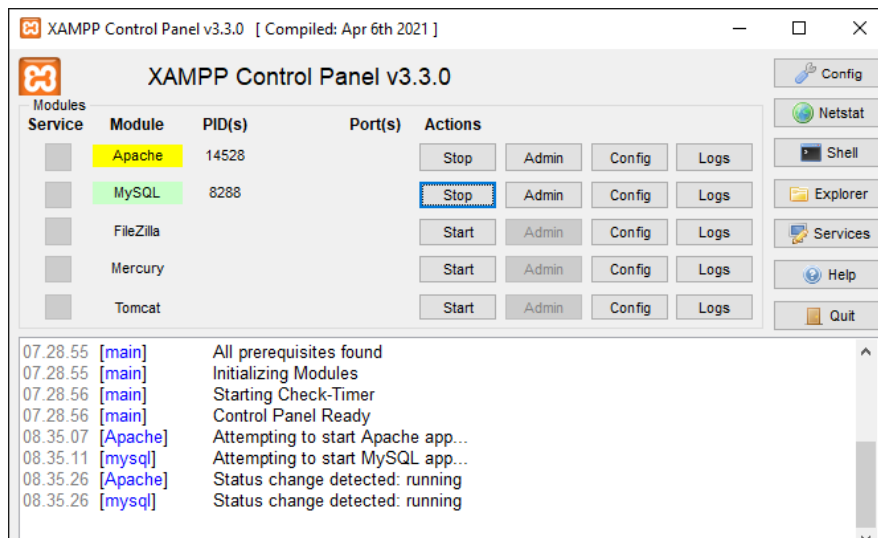 XAMPP Control Panel v3.3.0 [ Compiled: Apr 6th 2021 ]
XAMPP Control Panel v3.3.0
Config
Modules
Service Module PID(s) Port(s) Actions
Netstat
Apache 14528 Stop Admin Config Logs
Shell
MySQL 8288 Stop Admin Config Logs
Explorer
FileZilla Start Admin Config Logs
Services
Mercury Start Admin Config Logs
Help
Tomcat Start Admin Config Logs
Quit
07.28.55 [main] All prerequisites found
07.28.55 [main] Initializing Modules
07.28.56 [main] Starting Check-Timer
07.28.56 [main] Control Panel Ready
08.35.07 [Apache] Attempting to start Apache app...
08.35.11 [mysql] Attempting to start MySQL app...
08.35.26 [Apache] Status change detected: running
08.35.26 [mysql] Status change detected: running